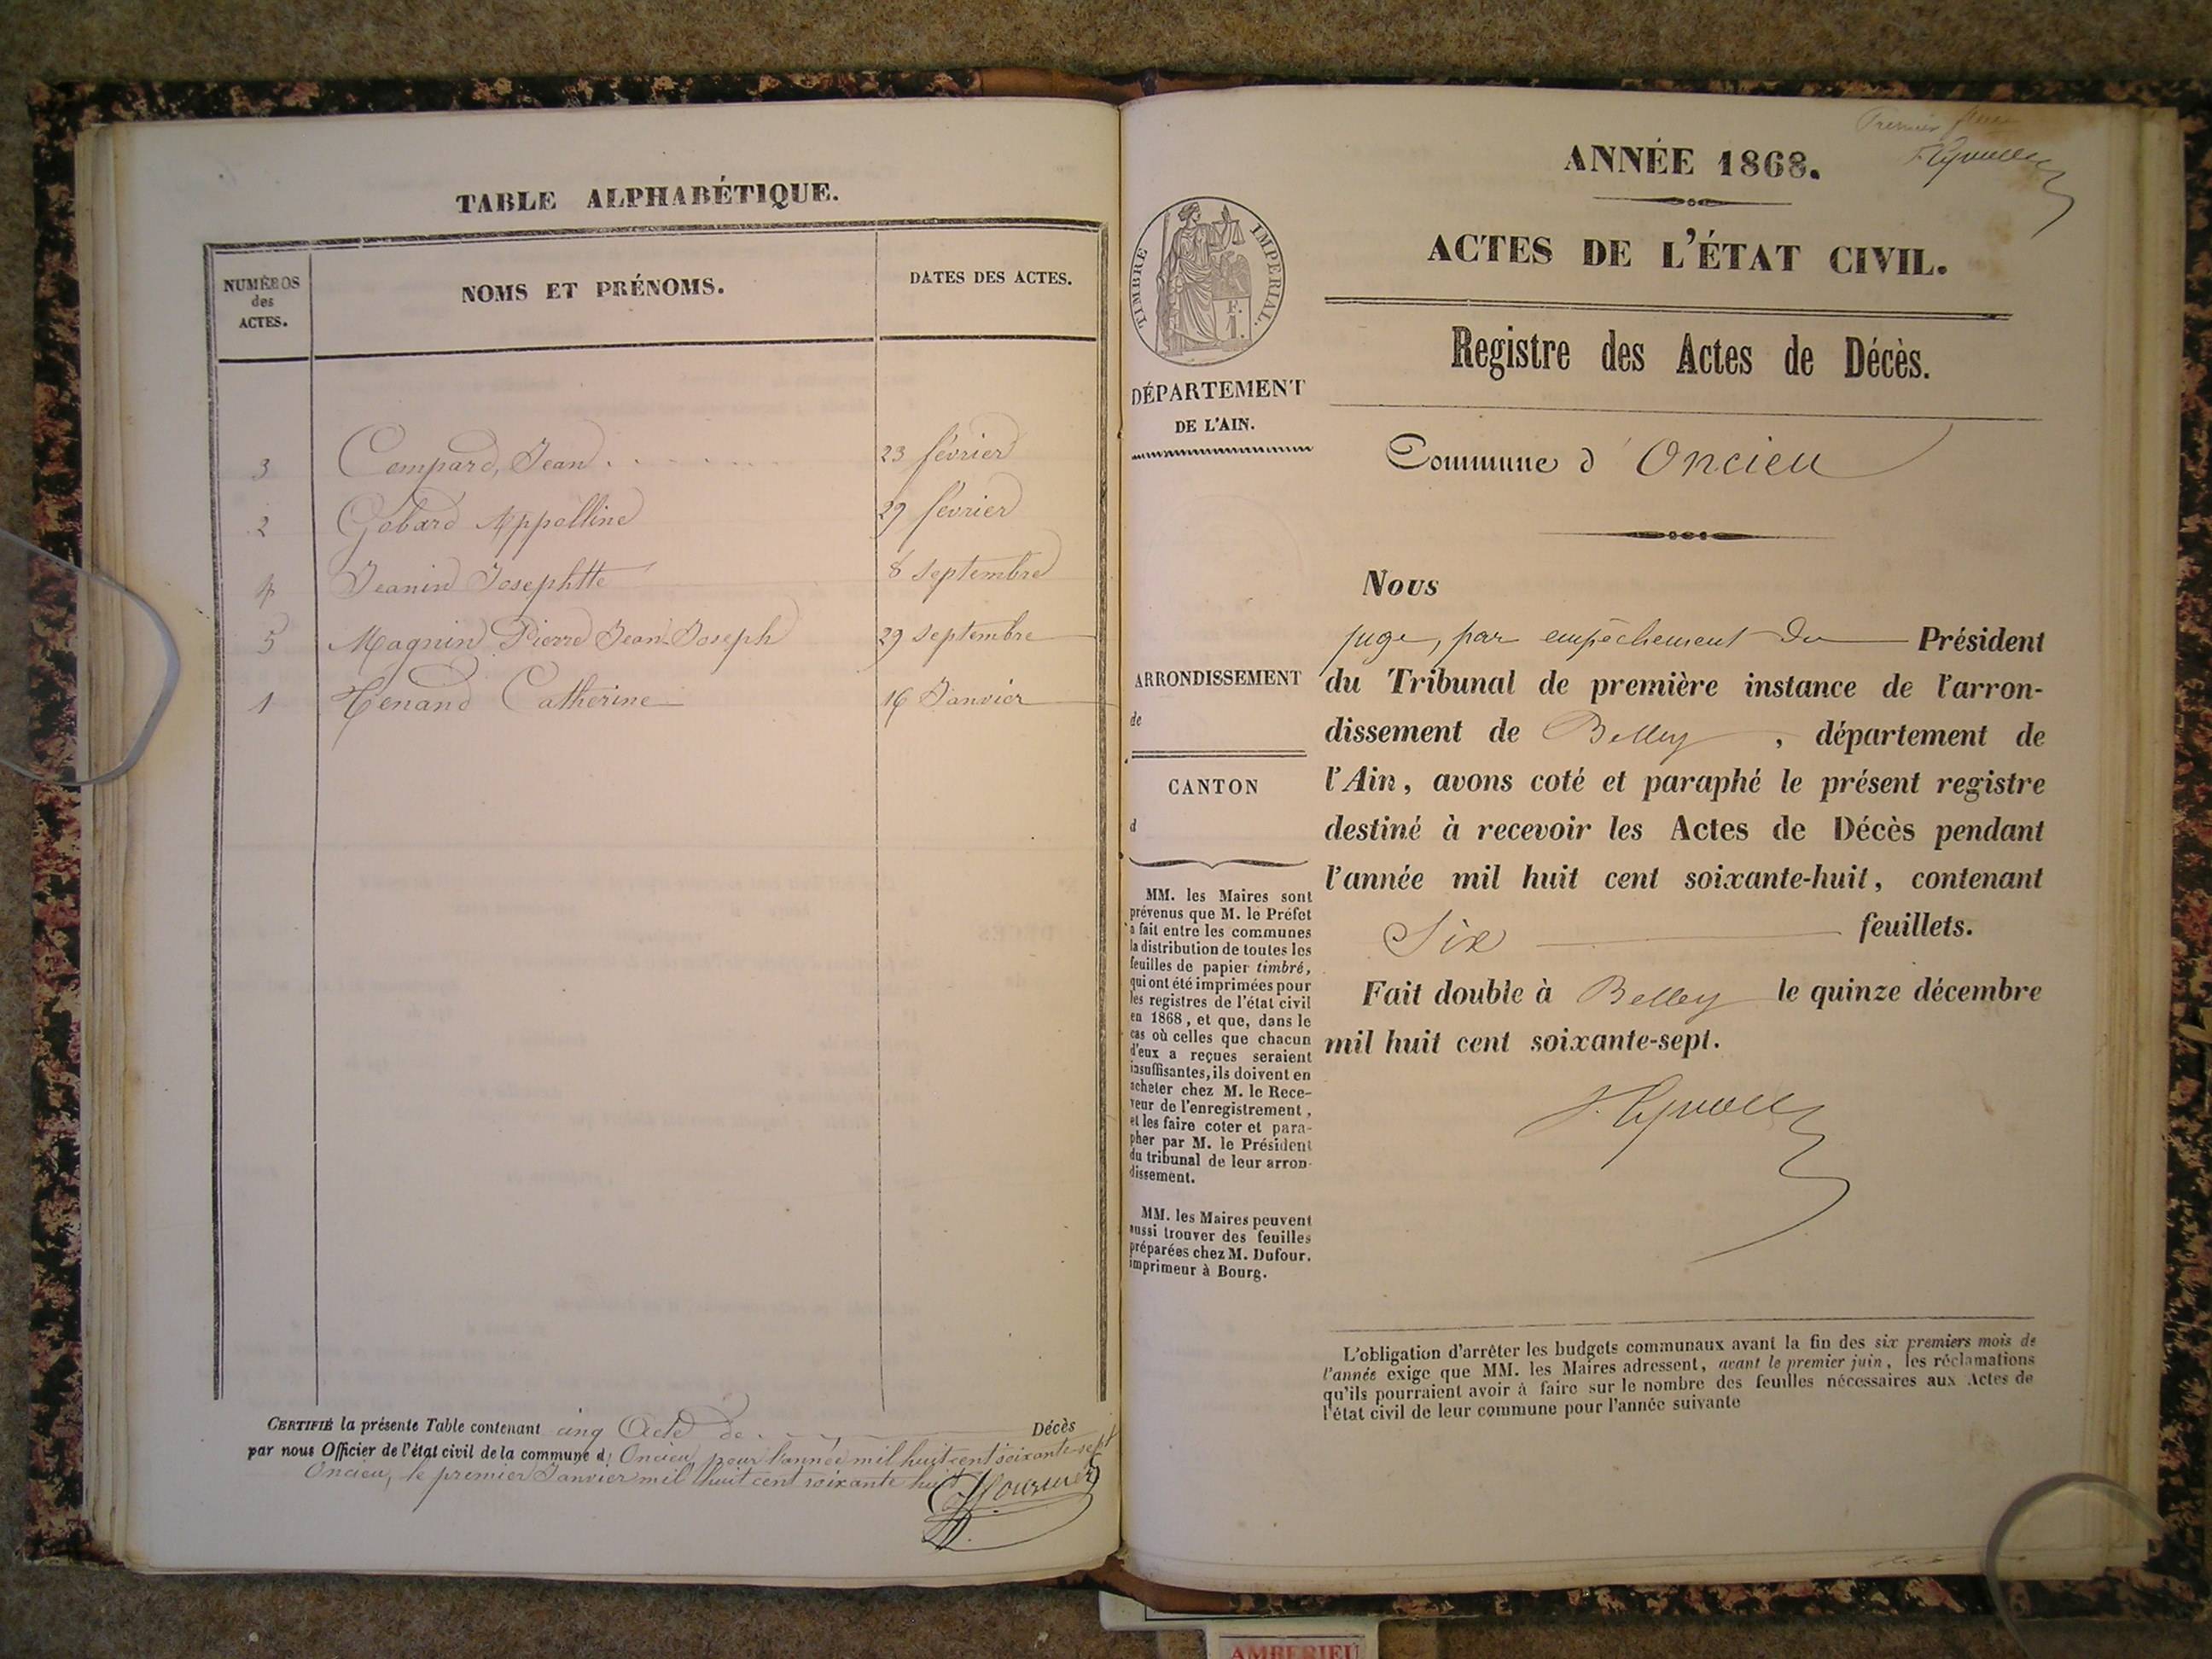 TABLE ALPHABÉTIQUE.
NUMÉROS des ACTES.
NOMS ET PRÉNOMS.
DATES DES ACTES.
3 Compard, Jean 23 février
2 Gobard Appolline 29 février
4 Jeanin Josephtte 8 septembre
5 Magnin Pierre Jean-Joseph 29 septembre
1 Tenand Catherine 16 Janvier
CERTIFIÉ la présente Table contenant cinq Acte de Décès
par nous Officier de l'état civil de la commune d' Oncieu, pour l'année mil huit cent soixante-sept
Oncieu, le premier Janvier mil huit cent soixante huit
Premier
ANNÉE 1868.
ACTES DE L'ÉTAT CIVIL.
TIMBRE IMPERIAL.
Registre des Actes de Décès.
DÉPARTEMENT
DE L'AIN.
Commune d'Oncieu
Nous
juge, par empêchement du Président
du Tribunal de première instance de l'arron-
dissement de Belley, département de
l'Ain, avons coté et paraphé le présent registre
destiné à recevoir les Actes de Décès pendant
l'année mil huit cent soixante-huit, contenant
Six feuillets.
Fait double à Belley le quinze décembre
mil huit cent soixante-sept.
ARRONDISSEMENT
de
CANTON
d
MM. les Maires sont
prévenus que M. le Préfet
a fait entre les communes
la distribution de toutes les
feuilles de papier timbré,
qui ont été imprimées pour
les registres de l'état civil
en 1868, et que, dans le
cas où celles que chacun
d'eux a reçues seraient
insuffisantes, ils doivent en
acheter chez M. le Rece-
veur de l'enregistrement,
et les faire coter et para-
pher par M. le Président
du tribunal de leur arron-
dissement.
MM. les Maires peuvent
aussi trouver des feuilles
préparées chez M. Dufour,
imprimeur à Bourg.
L'obligation d'arrêter les budgets communaux avant la fin des six premiers mois de
l'année exige que MM. les Maires adressent, avant le premier juin, les réclamations
qu'ils pourraient avoir à faire sur le nombre des feuilles nécessaires aux Actes de
l'état civil de leur commune pour l'année suivante
AMBERIEU